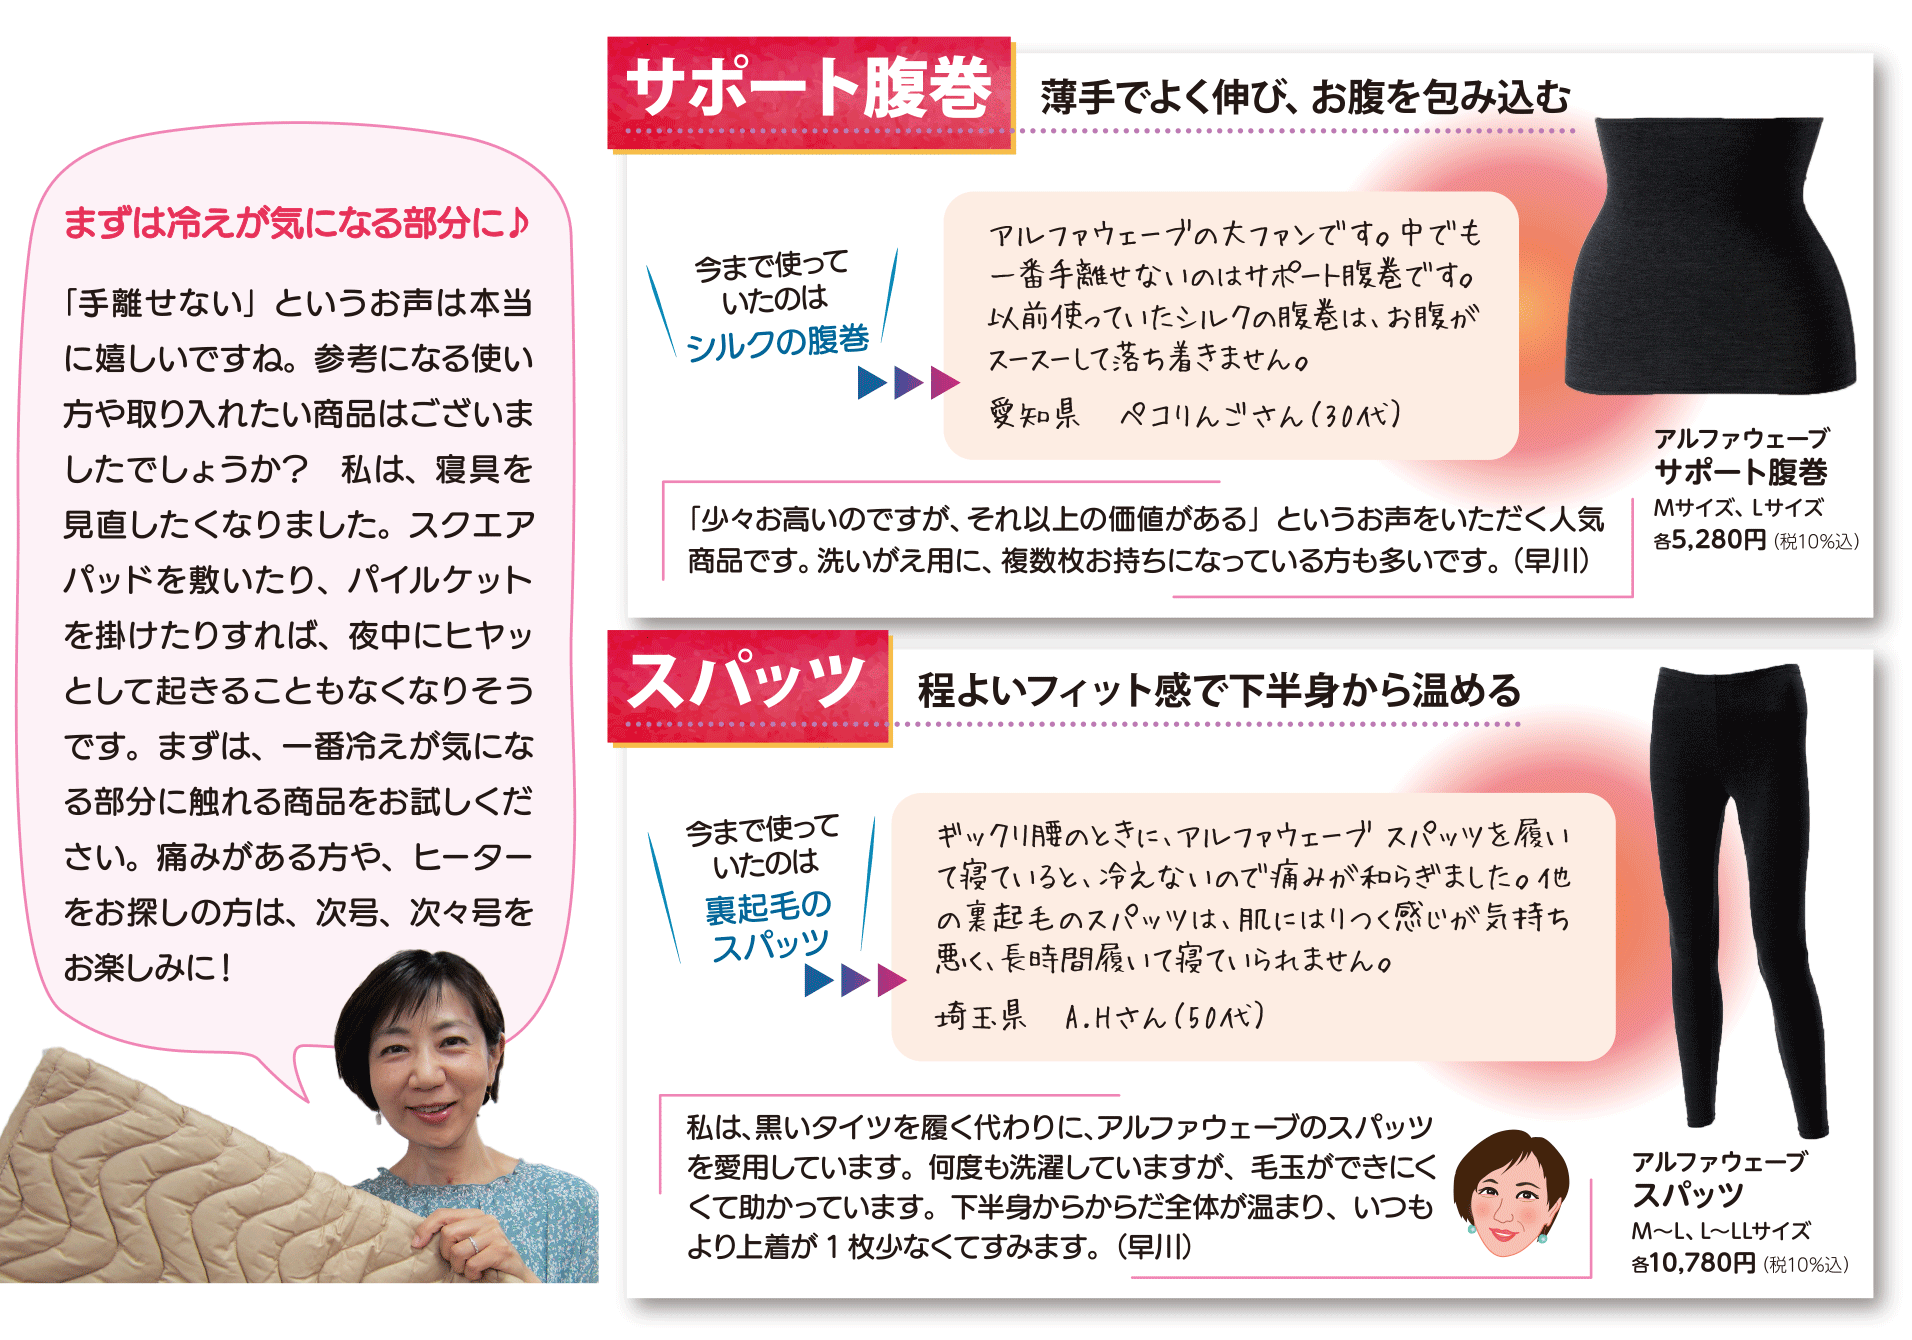 まずは冷えが気になる部分に♪
「手離せない」というお声は本当
に嬉しいですね。参考になる使い
方や取り入れたい商品はございま
したでしょうか？　私は、寝具を
見直したくなりました。スクエア
パッドを敷いたり、パイルケット
を掛けたりすれば、夜中にヒヤッ
として起きることもなくなりそう
です。まずは、一番冷えが気にな
る部分に触れる商品をお試しくだ
さい。痛みがある方や、ヒーター
をお探しの方は、次号、次々号を
お楽しみに！
サポート腹巻
薄手でよく伸び、お腹を包み込む
今まで使って
いたのは
シルクの腹巻
アルファウェーブの大ファンです。中でも
一番手離せないのはサポート腹巻です。
以前使っていたシルクの腹巻は、お腹が
スースーして落ち着きません。
愛知県　ペコりんごさん（30代）
「少々お高いのですが、それ以上の価値がある」というお声をいただく人気
商品です。洗いがえ用に、複数枚お持ちになっている方も多いです。（早川）
アルファウェーブ
サポート腹巻
Mサイズ、Lサイズ
各5,280円（税10%込）
スパッツ
程よいフィット感で下半身から温める
今まで使って
いたのは
裏起毛の
スパッツ
ギックリ腰のときに、アルファウェーブ スパッツを履い
て寝ていると、冷えないので痛みが和らぎました。他
の裏起毛のスパッツは、肌にはりつく感じが気持ち
悪く、長時間履いて寝ていられません。
埼玉県　A.Hさん（50代）
私は、黒いタイツを履く代わりに、アルファウェーブのスパッツ
を愛用しています。何度も洗濯していますが、毛玉ができにく
くて助かっています。下半身からからだ全体が温まり、いつも
より上着が1枚少なくてすみます。（早川）
アルファウェーブ
スパッツ
M〜L、L〜LLサイズ
各10,780円（税10%込）